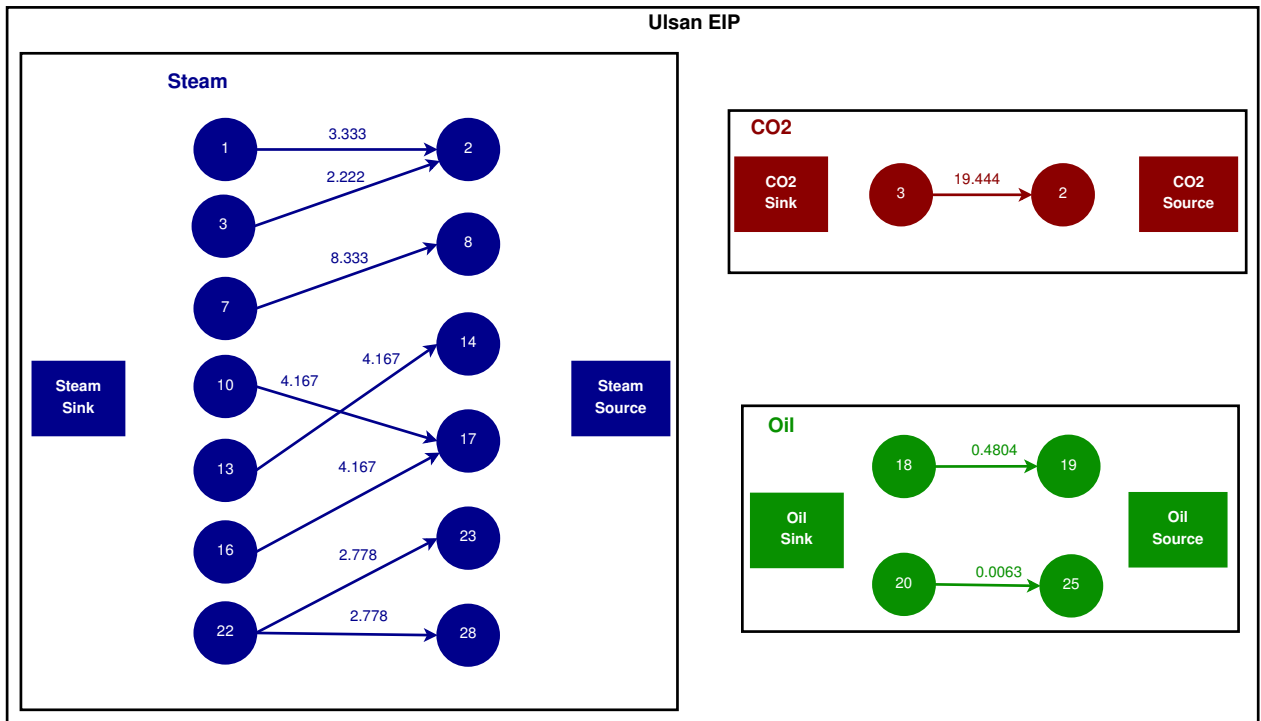 Ulsan EIP
Steam
1
3.333
2
3
2.222
7
8.333
8
Steam
Sink
10
4.167
4.167
14
13
4.167
17
16
2.778
23
22
2.778
28
Steam
Source
CO2
CO2
Sink
3
19.444
2
CO2
Source
Oil
Oil
Sink
18
0.4804
19
20
0.0063
25
Oil
Source